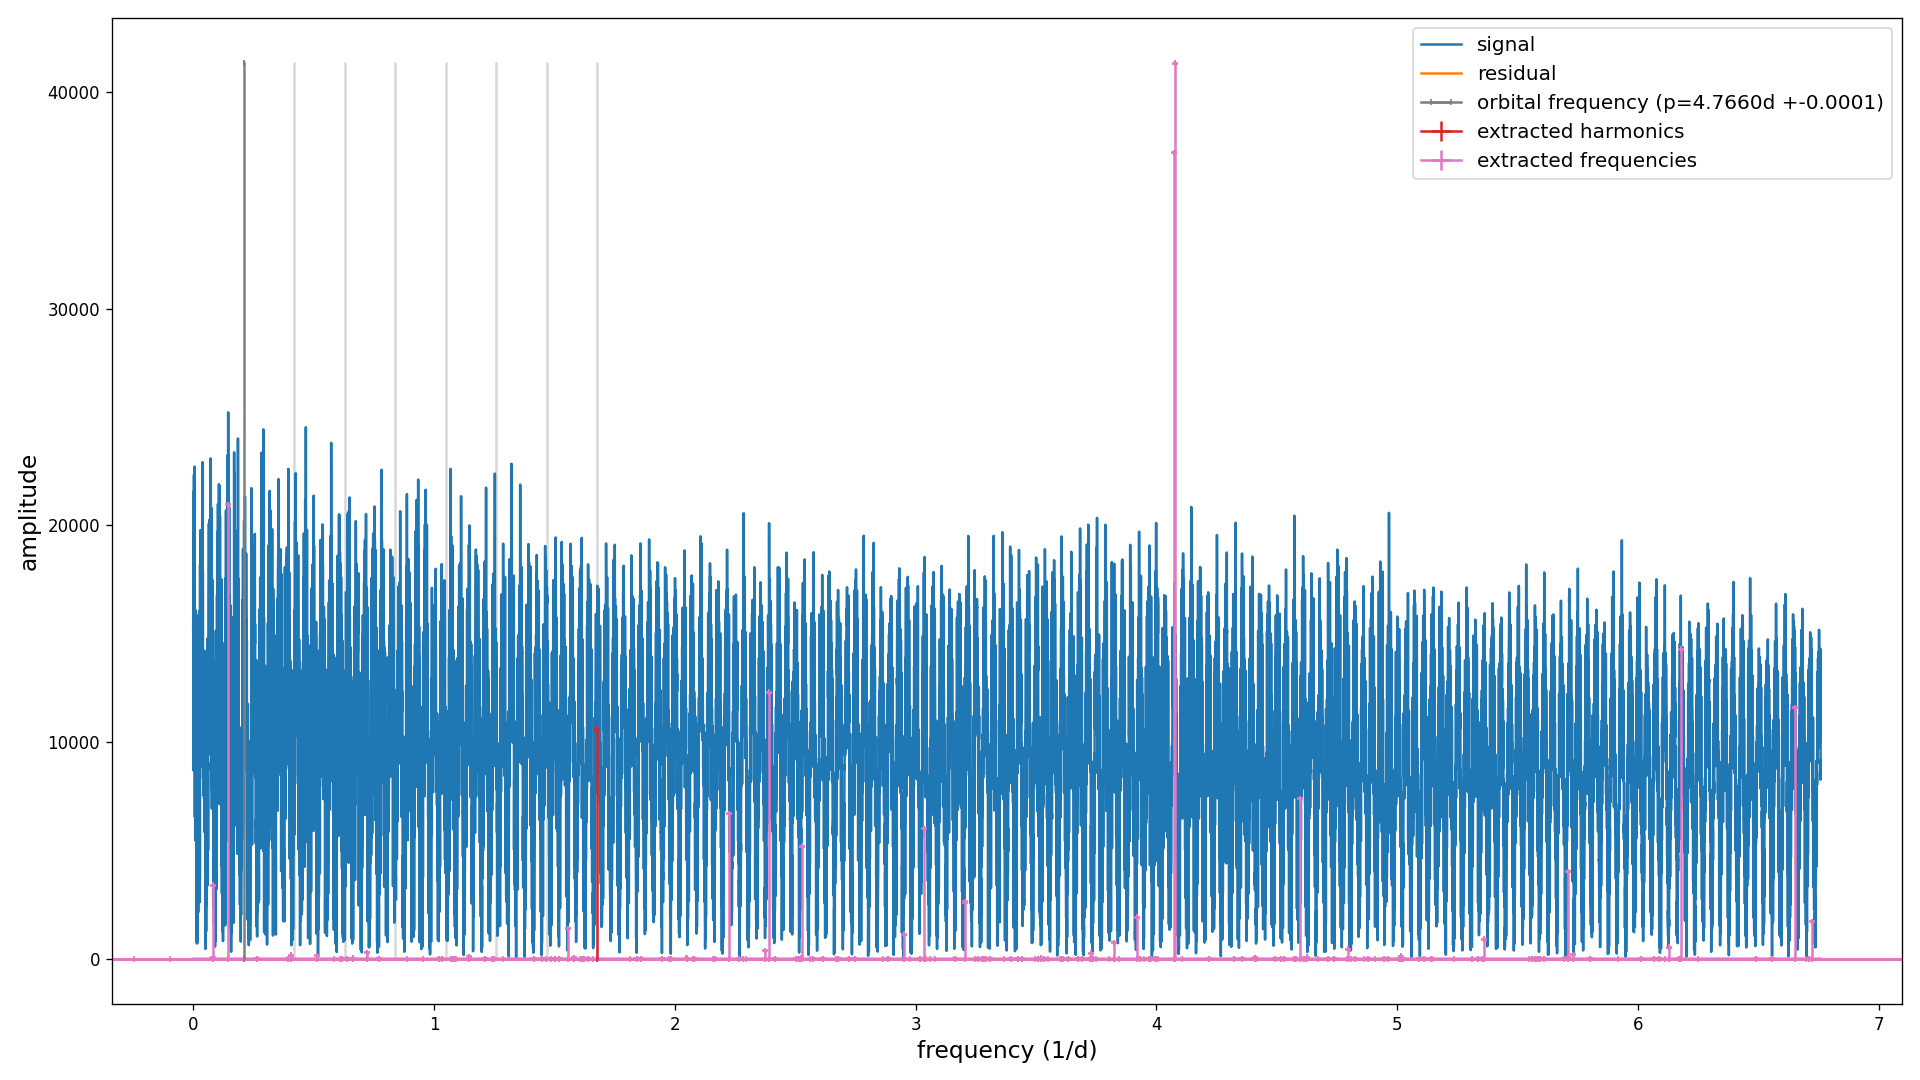 signal
residual
orbital frequency (p=4.7660d +-0.0001)
extracted harmonics
extracted frequencies
amplitude
40000
30000
20000
10000
0
0 1 2 3 4 5 6 7
frequency (1/d)